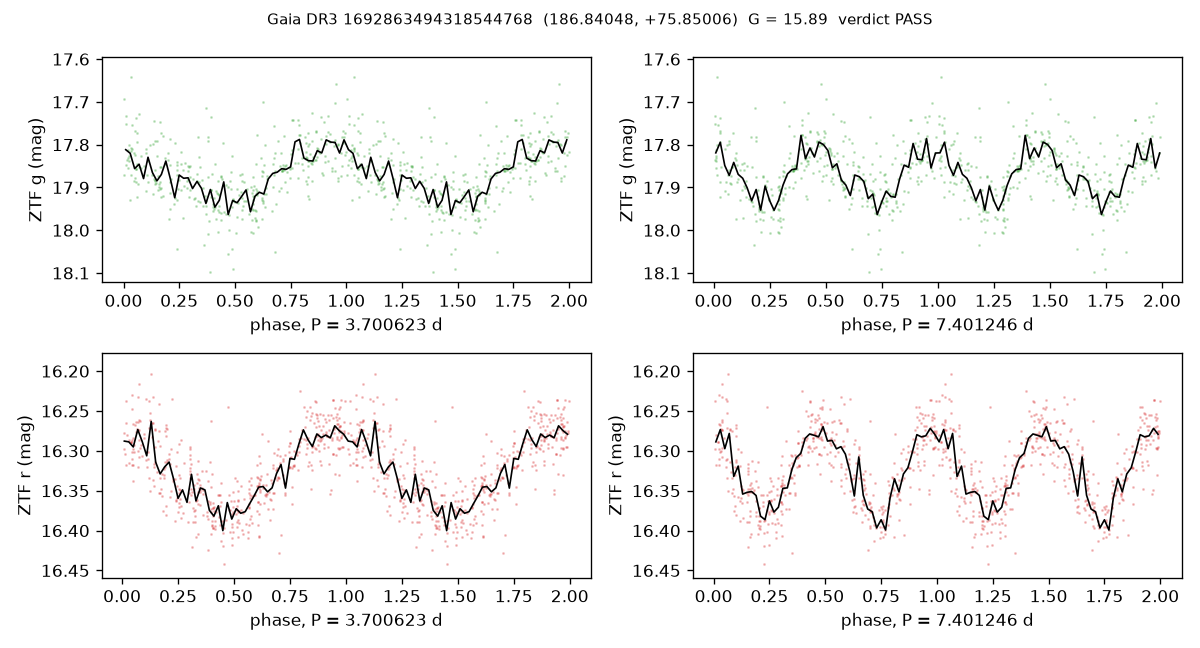 Gaia DR3 1692863494318544768 (186.84048, +75.85006) G = 15.89 verdict PASS
17.6
17.7
17.8
17.9
18.0
18.1
ZTF g (mag)
0.00 0.25 0.50 0.75 1.00 1.25 1.50 1.75 2.00
phase, P = 3.700623 d
17.6
17.7
17.8
17.9
18.0
18.1
ZTF g (mag)
0.00 0.25 0.50 0.75 1.00 1.25 1.50 1.75 2.00
phase, P = 7.401246 d
16.20
16.25
16.30
16.35
16.40
16.45
ZTF r (mag)
0.00 0.25 0.50 0.75 1.00 1.25 1.50 1.75 2.00
phase, P = 3.700623 d
16.20
16.25
16.30
16.35
16.40
16.45
ZTF r (mag)
0.00 0.25 0.50 0.75 1.00 1.25 1.50 1.75 2.00
phase, P = 7.401246 d